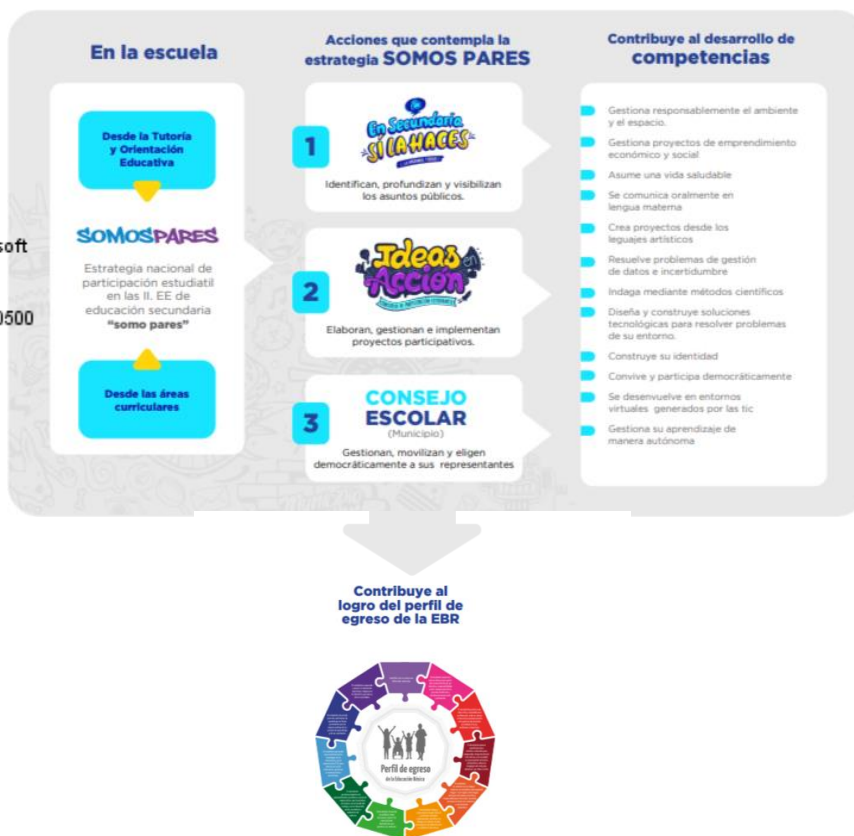 En la escuela
Desde la Tutoría
y Orientación
Educativa
SOMOSPARES
Estrategia nacional de
participación estudiatil
en las II. EE de
educación secundaria
“somo pares”
Desde las áreas
curriculares
soft
0500
Acciones que contempla la
estrategia SOMOS PARES
1
En Secundaria
SÍ LA HACES
Identifican, profundizan y visibilizan
los asuntos públicos.
2
Ideas en
Acción
Elaboran, gestionan e implementan
proyectos participativos.
3
CONSEJO
ESCOLAR
(Municipio)
Gestionan, movilizan y eligen
democráticamente a sus representantes
Contribuye al desarrollo de
competencias
Gestiona responsablemente el ambiente
y el espacio.
Gestiona proyectos de emprendimiento
económico y social
Asume una vida saludable
Se comunica oralmente en
lengua materna
Crea proyectos desde los
leguajes artísticos
Resuelve problemas de gestión
de datos e incertidumbre
Indaga mediante métodos científicos
Diseña y construye soluciones
tecnológicas para resolver problemas
de su entorno.
Construye su identidad
Convive y participa democráticamente
Se desenvuelve en entornos
virtuales generados por las tic
Gestiona su aprendizaje de
manera autónoma
Contribuye al
logro del perfil de
egreso de la EBR
Perfil de egreso
de la Educación Básica